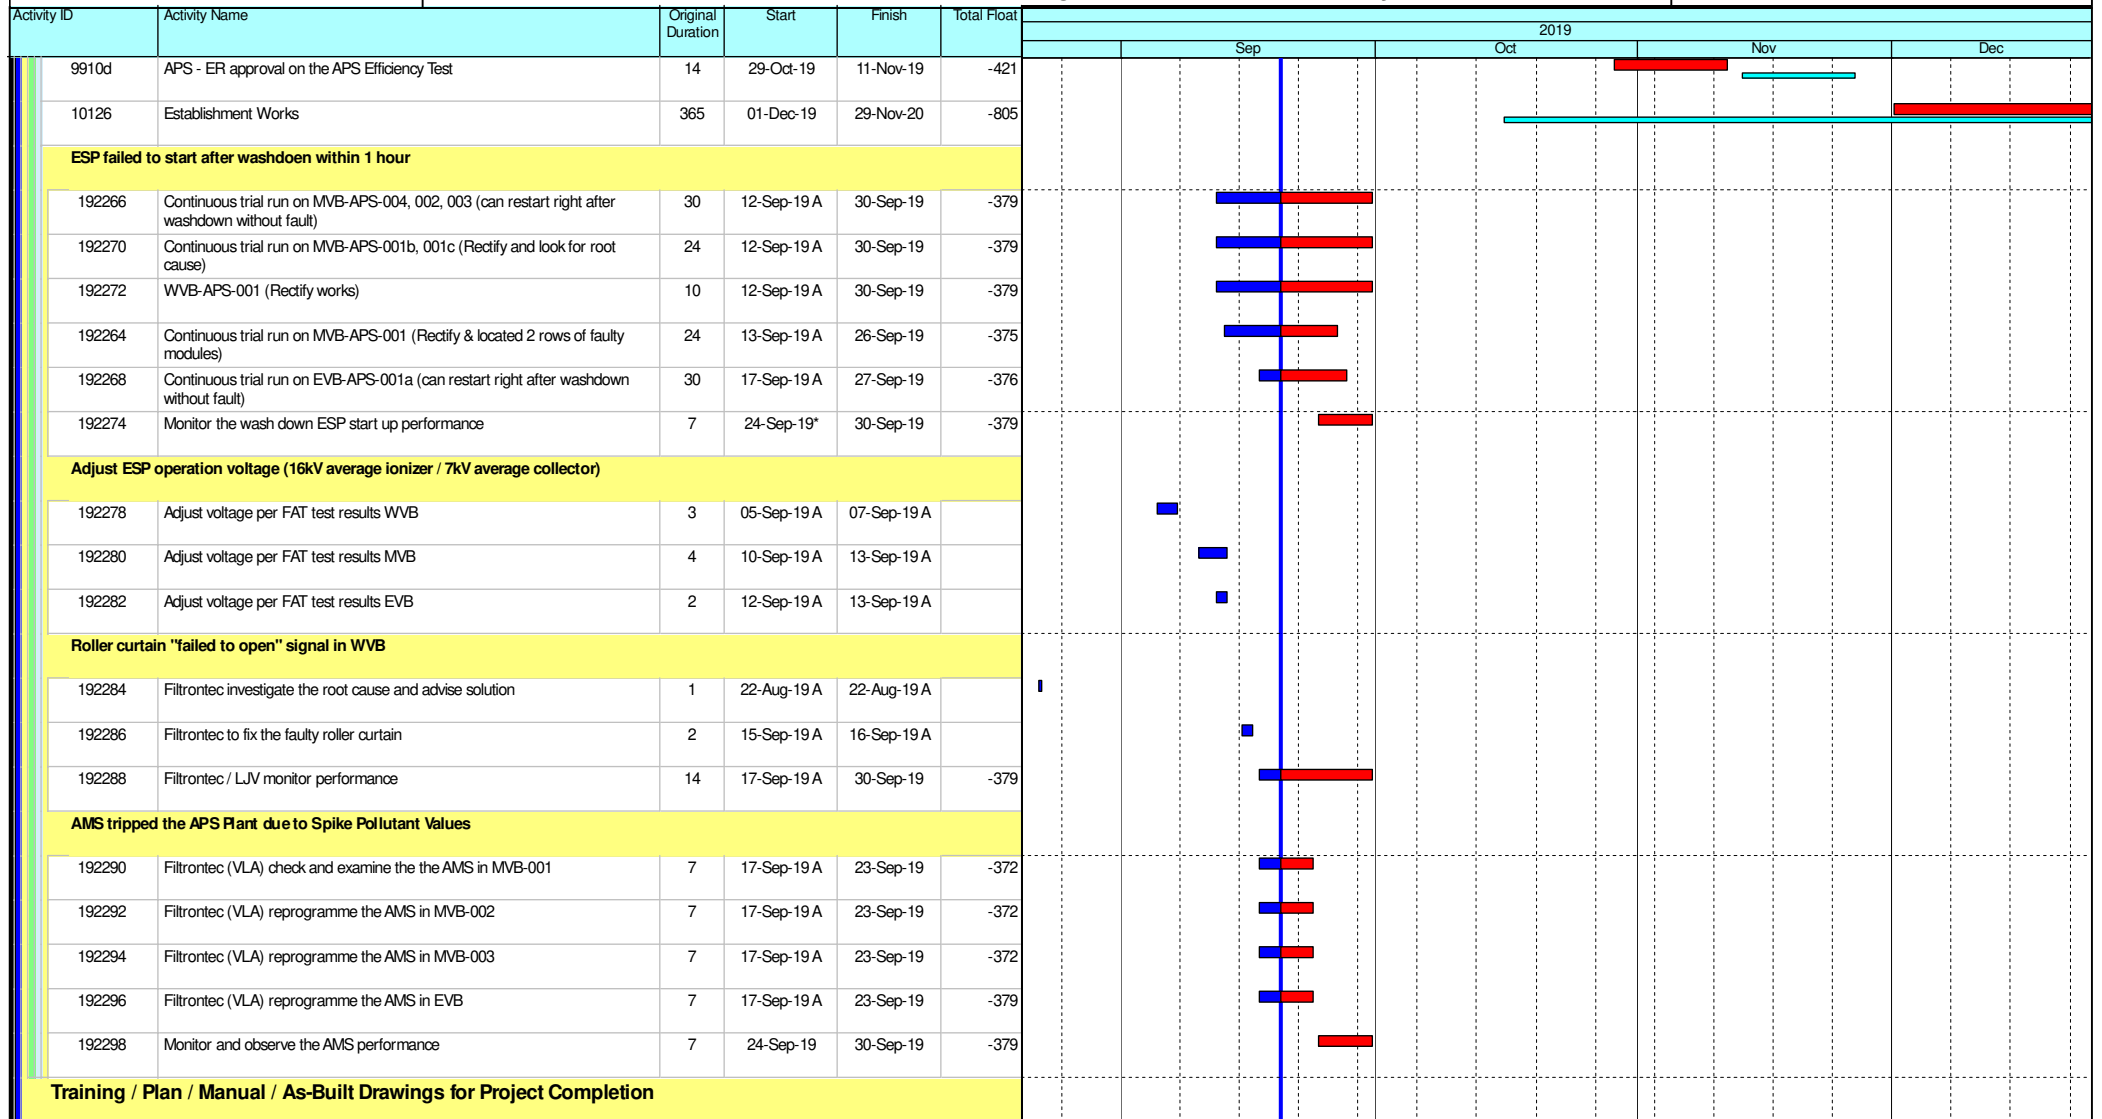 Activity ID Activity Name Original Duration Start Finish Total Float
2019
Sep Oct Nov Dec
9910d APS - ER approval on the APS Efficiency Test 14 29-Oct-19 11-Nov-19 -421
10126 Establishment Works 365 01-Dec-19 29-Nov-20 -805
ESP failed to start after washdoen within 1 hour
192266 Continuous trial run on MVB-APS-004, 002, 003 (can restart right after 30 12-Sep-19 A 30-Sep-19 -379
washdown without fault)
192270 Continuous trial run on MVB-APS-001b, 001c (Rectify and look for root 24 12-Sep-19 A 30-Sep-19 -379
cause)
192272 WVB-APS-001 (Rectify works) 10 12-Sep-19 A 30-Sep-19 -379
192264 Continuous trial run on MVB-APS-001 (Rectify & located 2 rows of faulty 24 13-Sep-19 A 26-Sep-19 -375
modules)
192268 Continuous trial run on EVB-APS-001a (can restart right after washdown 30 17-Sep-19 A 27-Sep-19 -376
without fault)
192274 Monitor the wash down ESP start up performance 7 24-Sep-19* 30-Sep-19 -379
Adjust ESP operation voltage (16kV average ionizer / 7kV average collector)
192278 Adjust voltage per FAT test results WVB 3 05-Sep-19 A 07-Sep-19 A
192280 Adjust voltage per FAT test results MVB 4 10-Sep-19 A 13-Sep-19 A
192282 Adjust voltage per FAT test results EVB 2 12-Sep-19 A 13-Sep-19 A
Roller curtain "failed to open" signal in WVB
192284 Filtrontec investigate the root cause and advise solution 1 22-Aug-19 A 22-Aug-19 A
192286 Filtrontec to fix the faulty roller curtain 2 15-Sep-19 A 16-Sep-19 A
192288 Filtrontec / LJV monitor performance 14 17-Sep-19 A 30-Sep-19 -379
AMS tripped the APS Plant due to Spike Pollutant Values
192290 Filtrontec (VLA) check and examine the the AMS in MVB-001 7 17-Sep-19 A 23-Sep-19 -372
192292 Filtrontec (VLA) reprogramme the AMS in MVB-002 7 17-Sep-19 A 23-Sep-19 -372
192294 Filtrontec (VLA) reprogramme the AMS in MVB-003 7 17-Sep-19 A 23-Sep-19 -372
192296 Filtrontec (VLA) reprogramme the AMS in EVB 7 17-Sep-19 A 23-Sep-19 -379
192298 Monitor and observe the AMS performance 7 24-Sep-19 30-Sep-19 -379
Training / Plan / Manual / As-Built Drawings for Project Completion